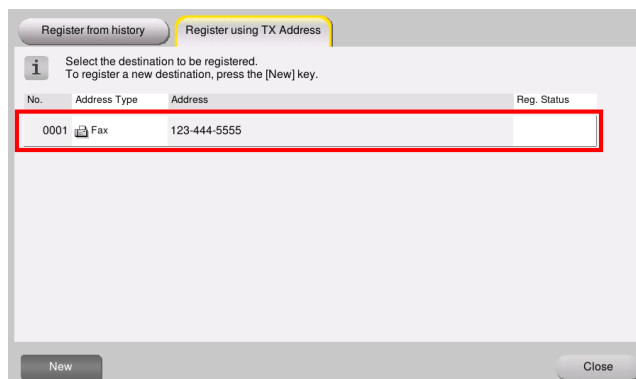 Register from history
Register using TX Address
i
Select the destination to be registered.
To register a new destination, press the [New] key.
No. Address Type Address Reg. Status
0001 Fax 123-444-5555
New
Close